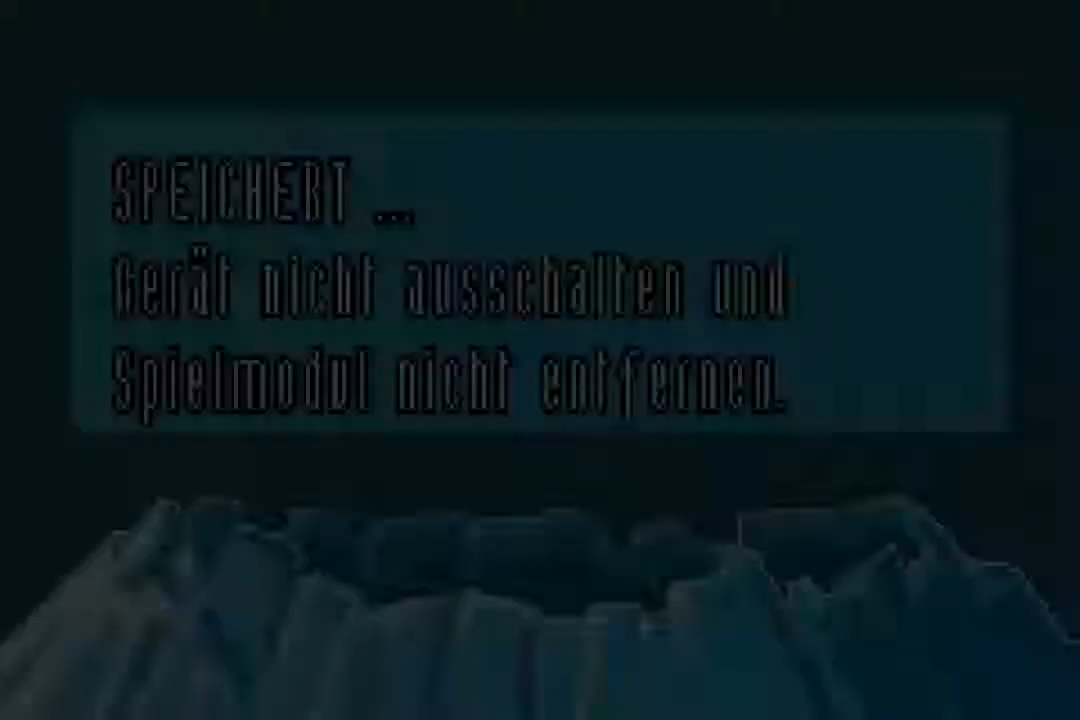 SPEICHERT ...
Gerät nicht ausschalten und
Spielmodul nicht entfernen.